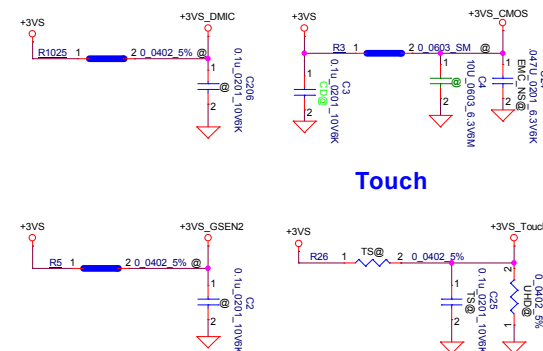 +3VS
+3VS_DMIC
R1025 1 2 0_0402_5% @
1
@
2
C206
0.1u_0201_10V6K
+3VS
+3VS_CMOS
R3 1 2 0_0603_SM @
1
CD@
2
C3
0.1u_0201_10V6K
1
@
2
C4
10U_0603_6.3V6M
1
EMC_NS@
2
.047U_0201_6.3V6K
Touch
+3VS
+3VS_GSEN2
R5 1 2 0_0402_5% @
1
@
2
C2
0.1u_0201_10V6K
+3VS
+3VS_Touch
R26 1 TS@ 2 0_0402_5%
1
TS@
2
C25
0.1u_0201_10V6K
2
UHD@
1
0_0402_5%